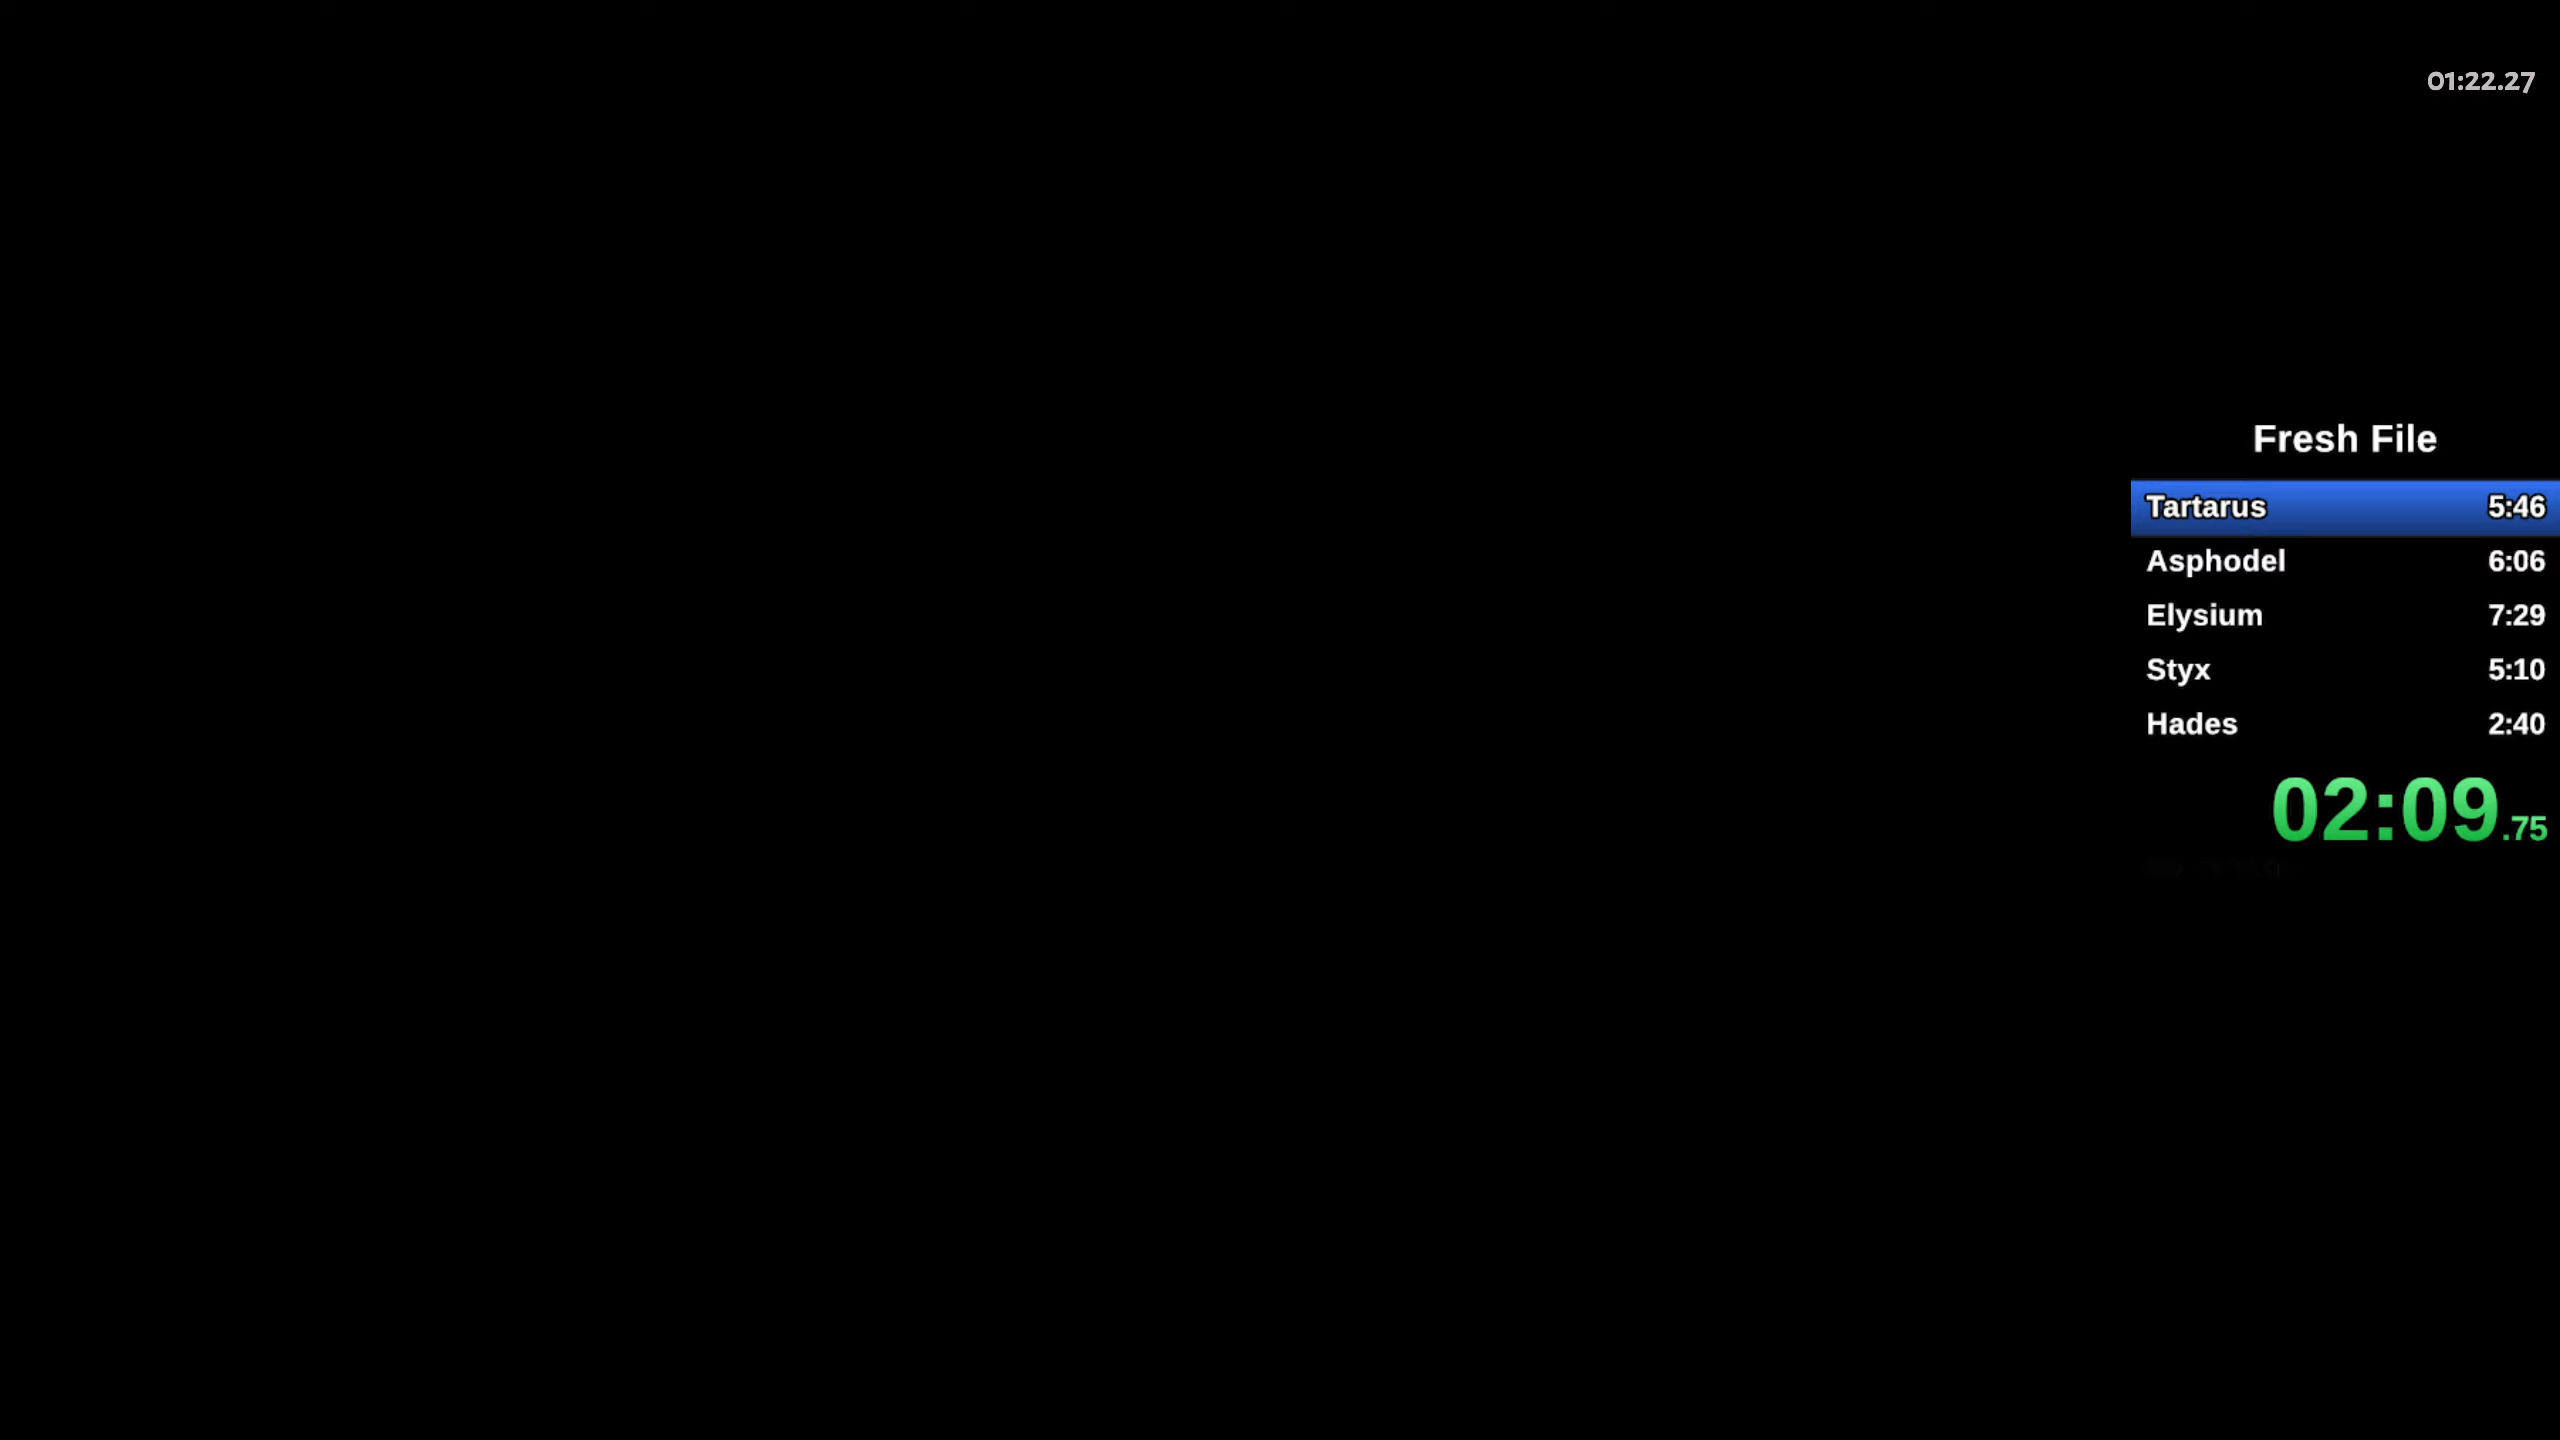 01:22.27
Fresh File
Tartarus 5:46
Asphodel 6:06
Elysium 7:29
Styx 5:10
Hades 2:40
02:09.75